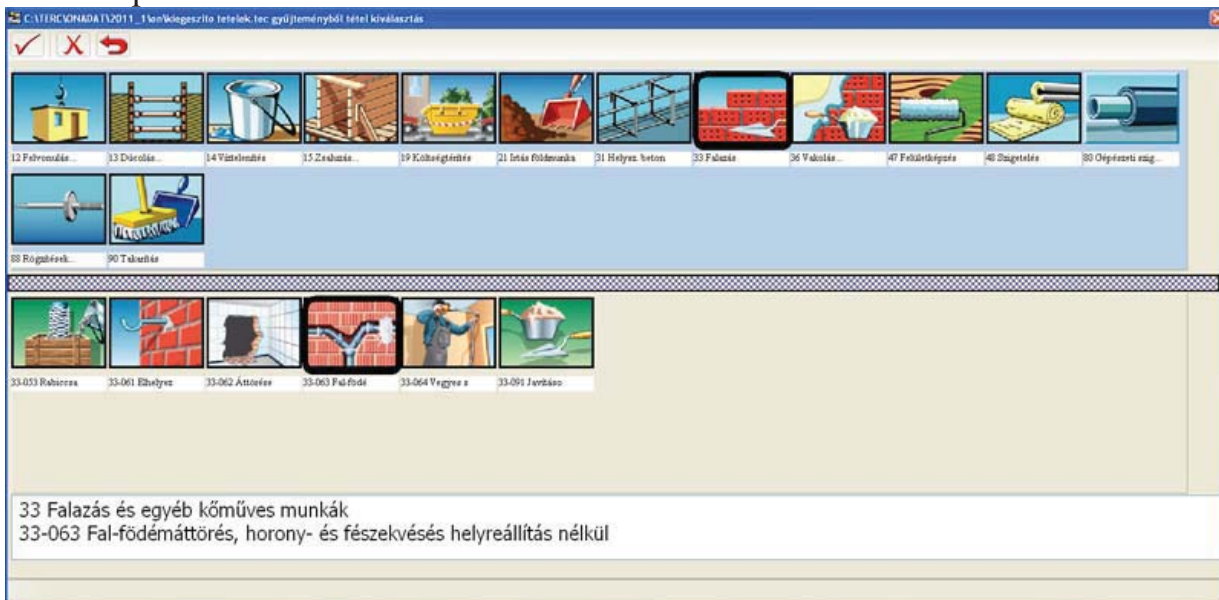 C:\TERC\ONADAT\2011_1\on\kiegeszito tetelek.tec gyűjteményből tétel kiválasztás
12 Felvonulás... 13 Dúcolás... 14 Víztelenítés 15 Zsaluzás... 19 Költségtérítés 21 Irtás földmunka 31 Helysz. beton 33 Falazás 36 Vakolás... 47 Felületképzés 48 Szigetelés 80 Gépészeti szig...
88 Rögzítések... 90 Takarítás
33-053 Rabicrsa 33-061 Elhelyez 33-062 Áttörése 33-063 Fal-födé 33-064 Vegyes s 33-091 Javításo
33 Falazás és egyéb kőműves munkák
33-063 Fal-födémáttörés, horony- és fészekvésés helyreállítás nélkül